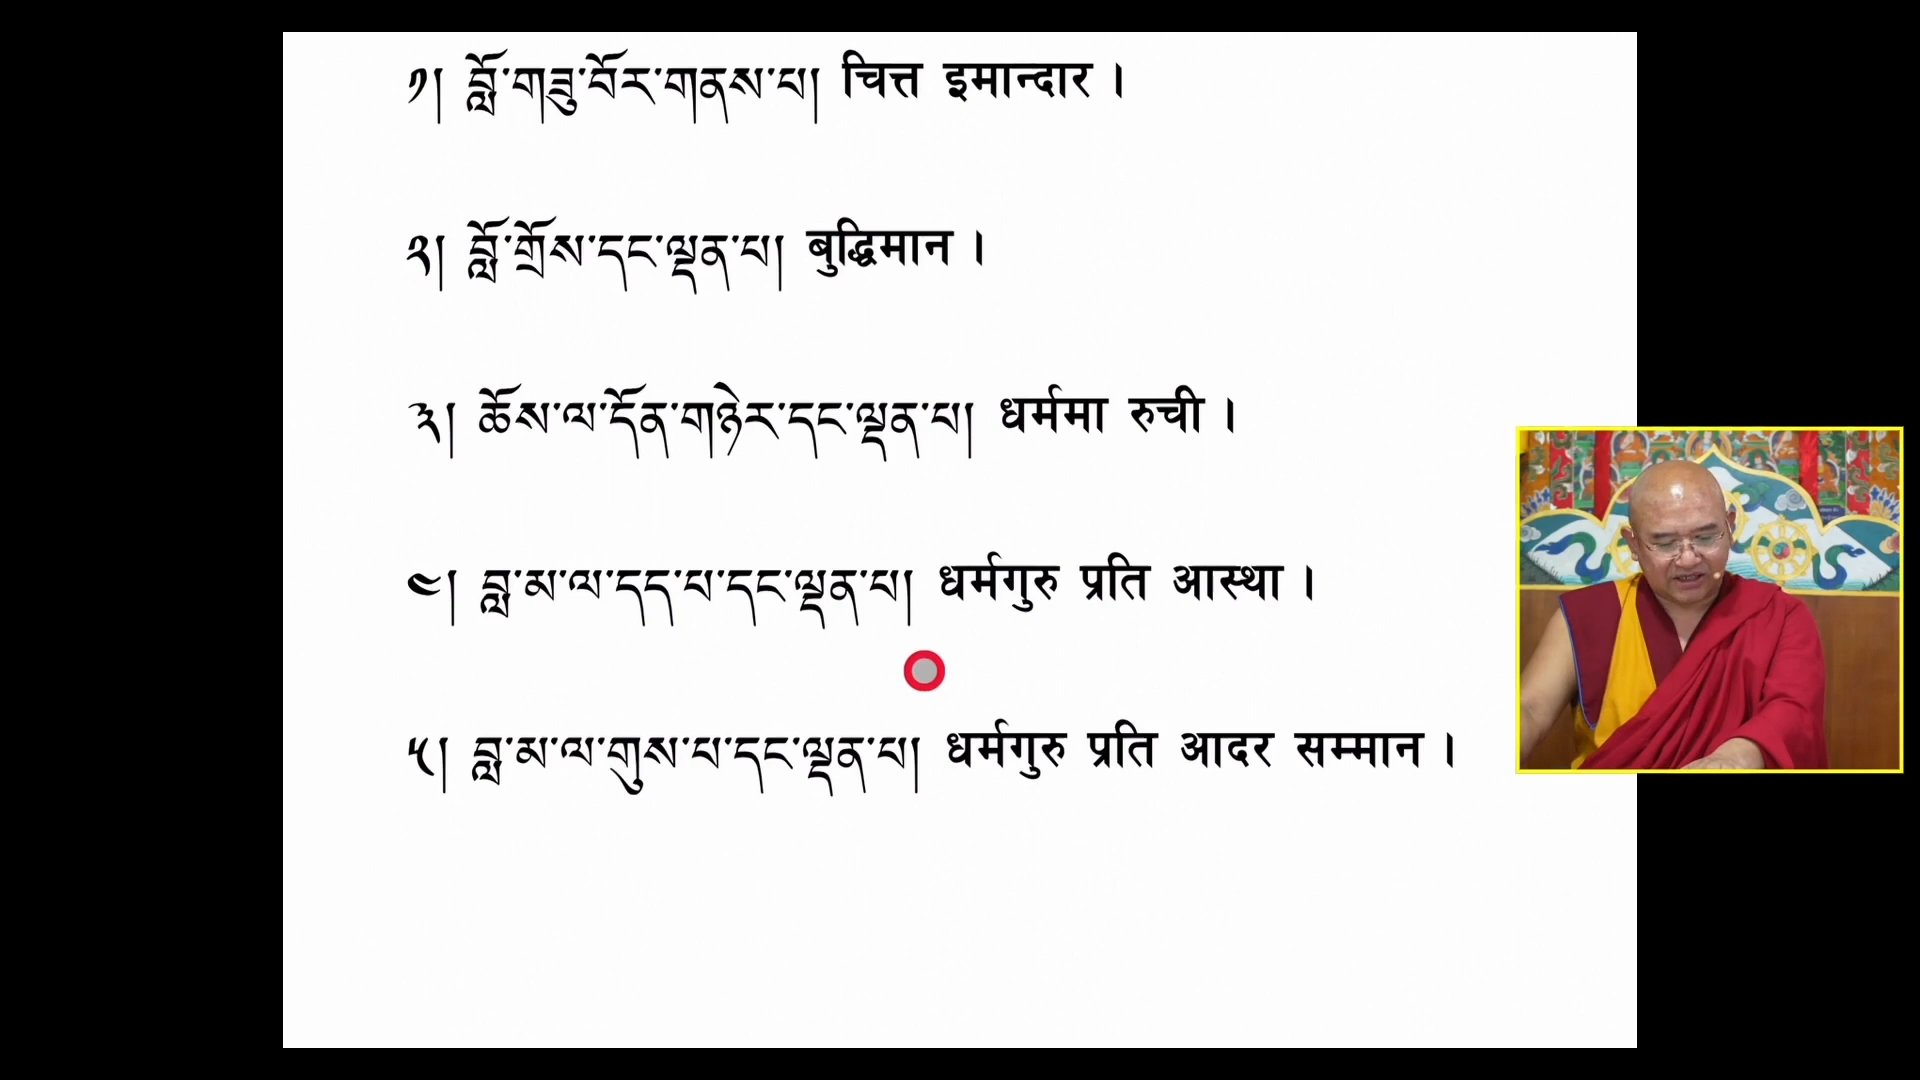 ༡། བློ་གཟུ་བོར་གནས་པ། चित्त इमान्दार ।
༢། བློ་གྲོས་དང་ལྡན་པ། बुद्धिमान ।
༣། ཆོས་ལ་དོན་གཉེར་དང་ལྡན་པ། धर्ममा रुची ।
༤། བླ་མ་ལ་དད་པ་དང་ལྡན་པ། धर्मगुरु प्रति आस्था ।
༥། བླ་མ་ལ་གུས་པ་དང་ལྡན་པ། धर्मगुरु प्रति आदर सम्मान ।